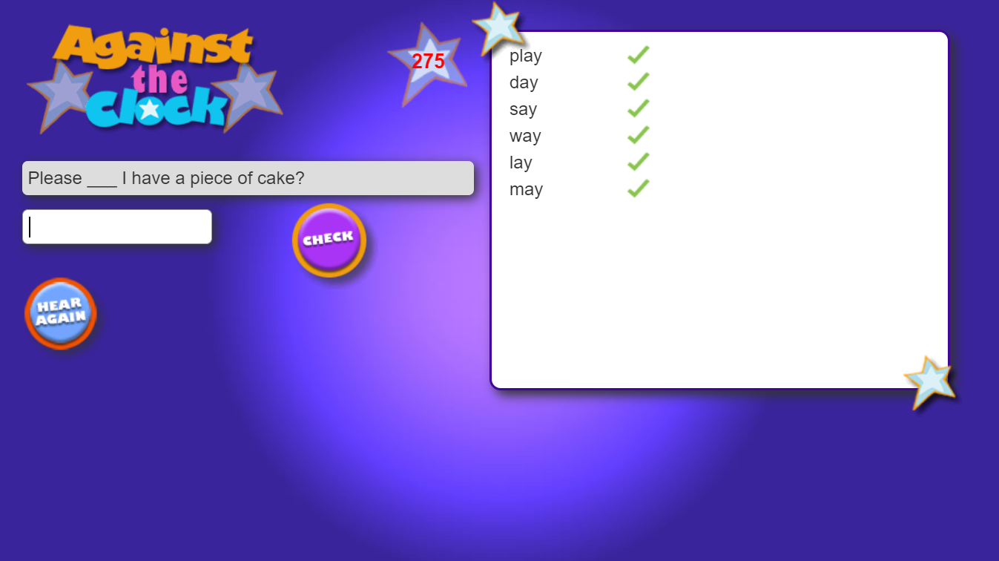 Against
the
Clock
275
Please ___ I have a piece of cake?
CHECK
HEAR
AGAIN
play
day
say
way
lay
may